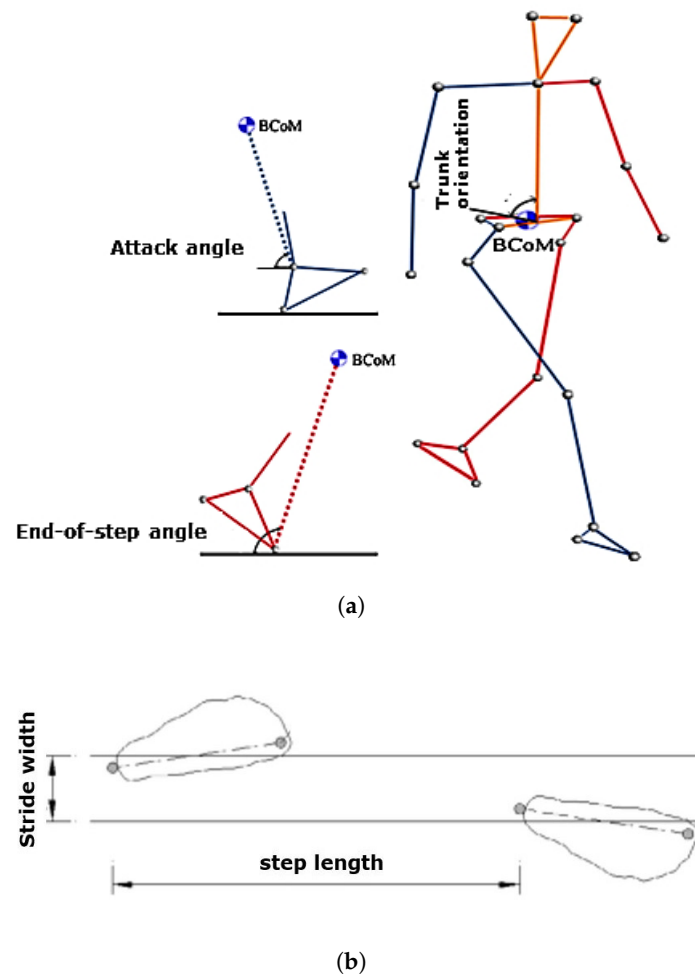 BCoM
Attack angle
Trunk
orientation
BCoM
BCoM
End-of-step angle
(a)
Stride width
step length
(b)